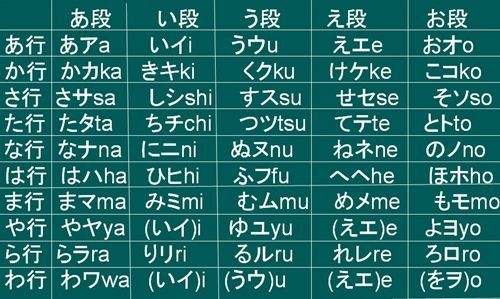 あ段 い段 う段 え段 お段
あ行 あアa いイi うウu えエe おオo
か行 かカka きキki くクku けケke こコko
さ行 さサsa しシshi すスsu せセse そソso
た行 たタta ちチchi つツtsu てテte とトto
な行 なナna にニni ぬヌnu ねネne のノno
は行 はハha ひヒhi ふフfu へヘhe ほホho
ま行 まマma みミmi むムmu めメme もモmo
や行 やヤya (いイ)i ゆユyu (えエ)e よヨyo
ら行 らラra りリri るルru れレre ろロro
わ行 わワwa (いイ)i (うウ)u (えエ)e (をヲ)o